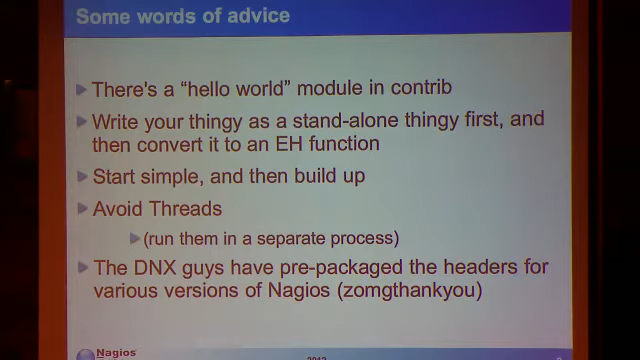 Some words of advice
There's a “hello world” module in contrib
Write your thingy as a stand-alone thingy first, and
then convert it to an EH function
Start simple, and then build up
Avoid Threads
(run them in a separate process)
The DNX guys have pre-packaged the headers for
various versions of Nagios (zomgthankyou)
Nagios
2012